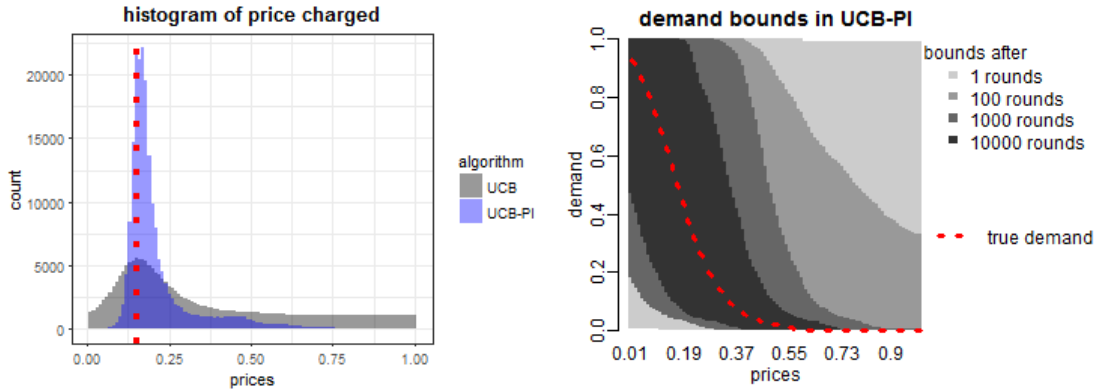 histogram of price charged
20000
15000
10000
5000
0
count
0.00 0.25 0.50 0.75 1.00
prices
algorithm
UCB
UCB-PI
demand bounds in UCB-PI
1.0
0.8
0.6
0.4
0.2
0.0
demand
0.01 0.19 0.37 0.55 0.73 0.9
prices
bounds after
1 rounds
100 rounds
1000 rounds
10000 rounds
true demand